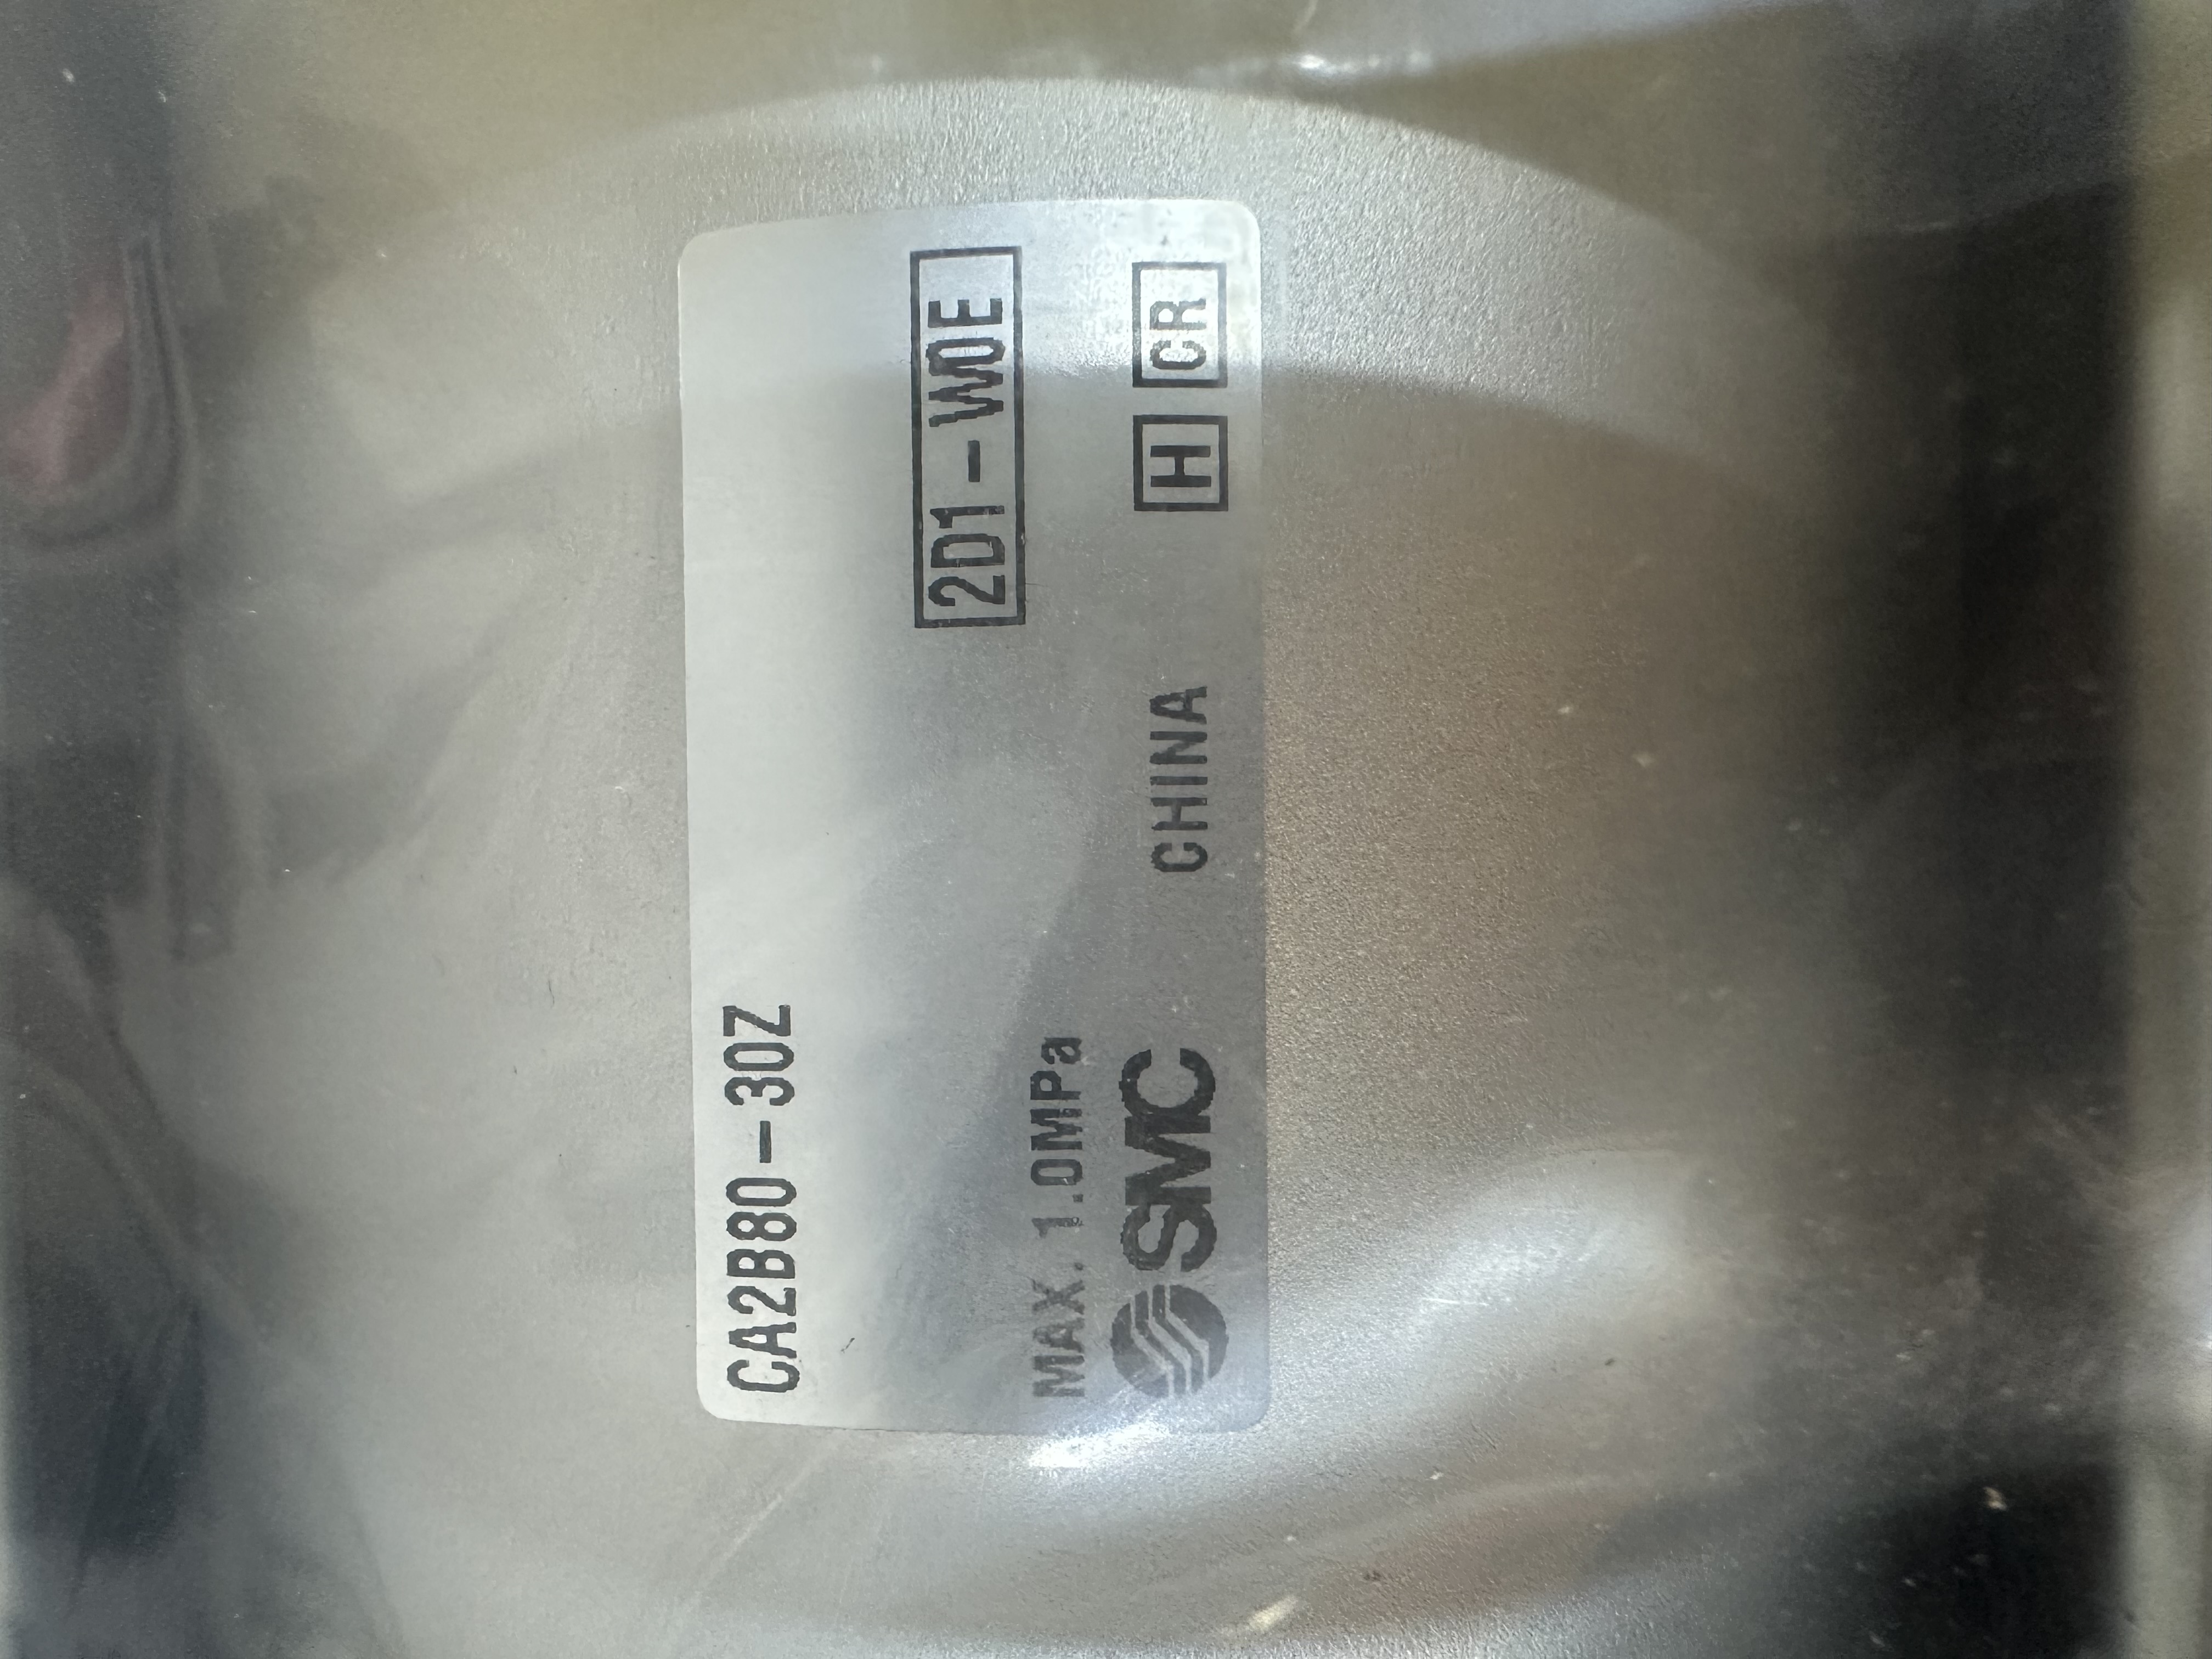 CA2B80-30Z
2D1-W0E
MAX. 1.0MPa
SMC CHINA H CR